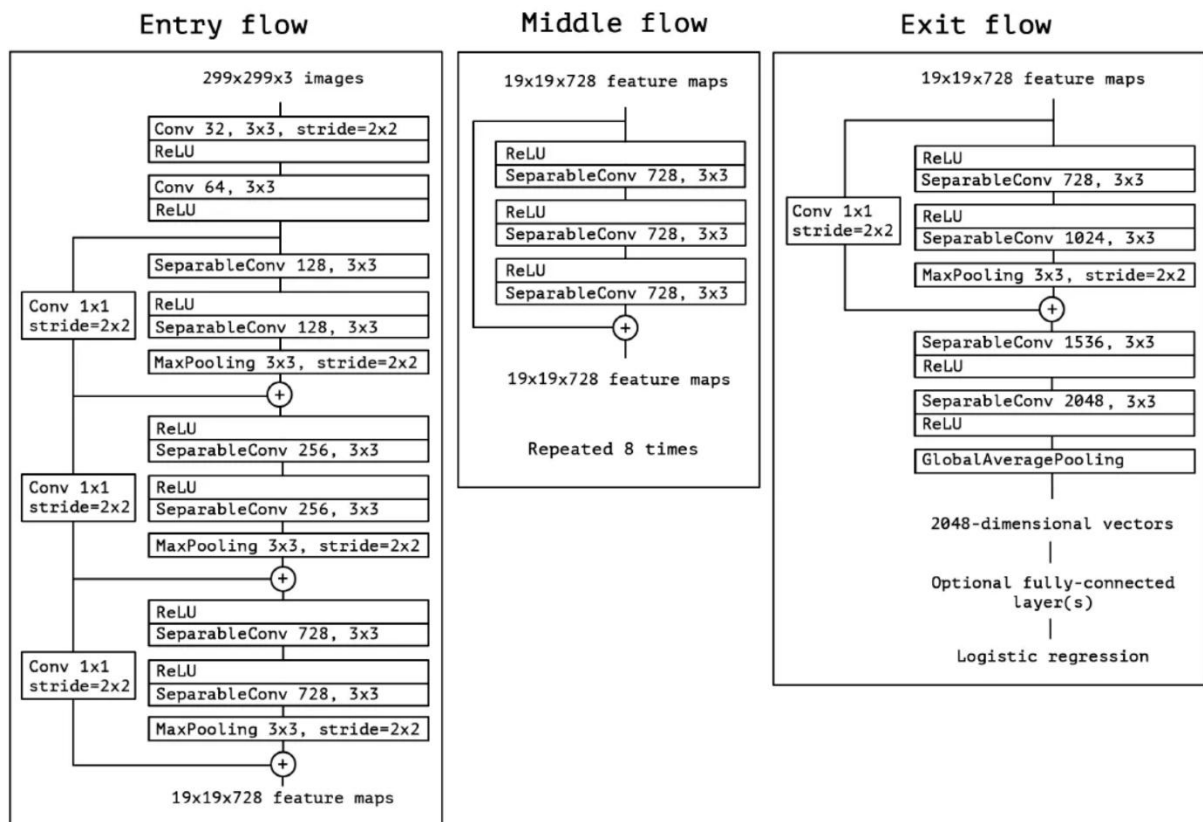 Entry flow
299x299x3 images
Conv 32, 3x3, stride=2x2
ReLU
Conv 64, 3x3
ReLU
SeparableConv 128, 3x3
Conv 1x1
stride=2x2
ReLU
SeparableConv 128, 3x3
MaxPooling 3x3, stride=2x2
+
ReLU
SeparableConv 256, 3x3
Conv 1x1
stride=2x2
ReLU
SeparableConv 256, 3x3
MaxPooling 3x3, stride=2x2
+
ReLU
SeparableConv 728, 3x3
Conv 1x1
stride=2x2
ReLU
SeparableConv 728, 3x3
MaxPooling 3x3, stride=2x2
+
19x19x728 feature maps
Middle flow
19x19x728 feature maps
ReLU
SeparableConv 728, 3x3
ReLU
SeparableConv 728, 3x3
ReLU
SeparableConv 728, 3x3
+
19x19x728 feature maps
Repeated 8 times
Exit flow
19x19x728 feature maps
ReLU
SeparableConv 728, 3x3
Conv 1x1
stride=2x2
ReLU
SeparableConv 1024, 3x3
MaxPooling 3x3, stride=2x2
+
SeparableConv 1536, 3x3
ReLU
SeparableConv 2048, 3x3
ReLU
GlobalAveragePooling
2048-dimensional vectors
Optional fully-connected
layer(s)
Logistic regression